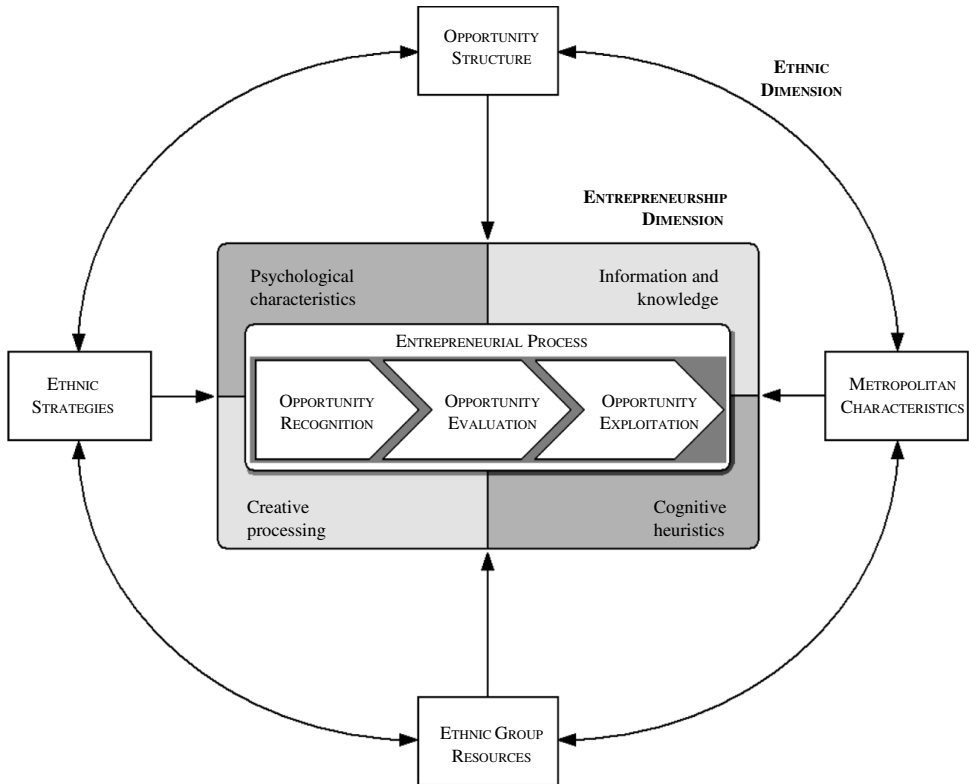 OPPORTUNITY
STRUCTURE
ETHNIC
DIMENSION
ENTREPRENEURSHIP
DIMENSION
Psychological
characteristics
Information and
knowledge
ENTREPRENEURIAL PROCESS
ETHNIC
STRATEGIES
OPPORTUNITY
RECOGNITION
OPPORTUNITY
EVALUATION
OPPORTUNITY
EXPLOITATION
METROPOLITAN
CHARACTERISTICS
Creative
processing
Cognitive
heuristics
ETHNIC GROUP
RESOURCES